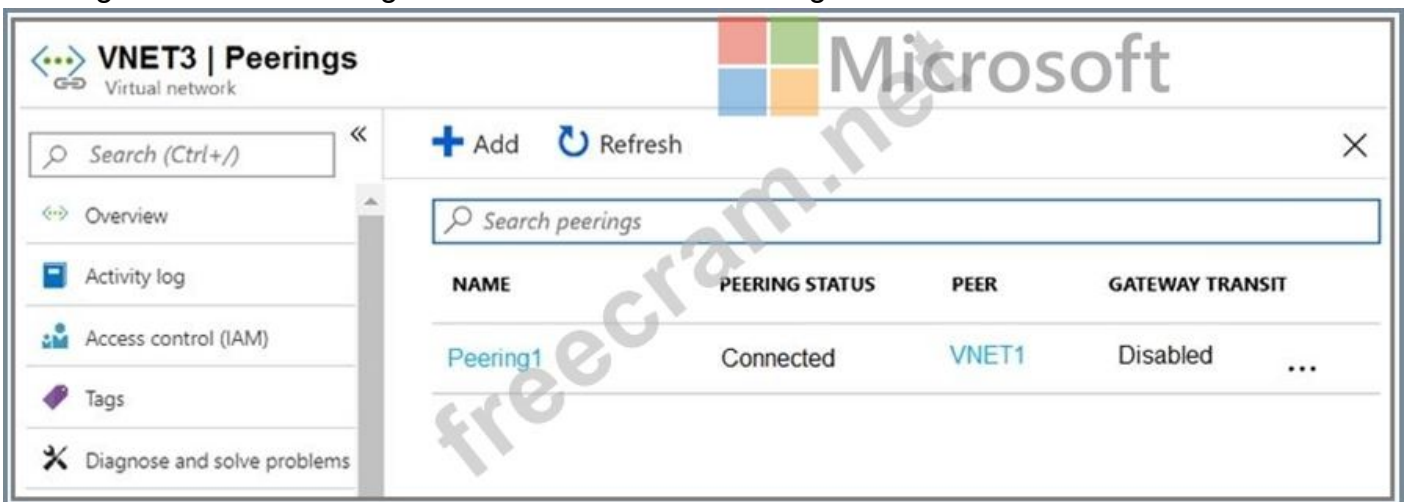 VNET3 | Peerings
Virtual network
Microsoft
Search (Ctrl+/)
«
Add
Refresh
Overview
Search peerings
Activity log
NAME
PEERING STATUS
PEER
GATEWAY TRANSIT
Access control (IAM)
Peering1
Connected
VNET1
Disabled
...
Tags
Diagnose and solve problems
freecram.net